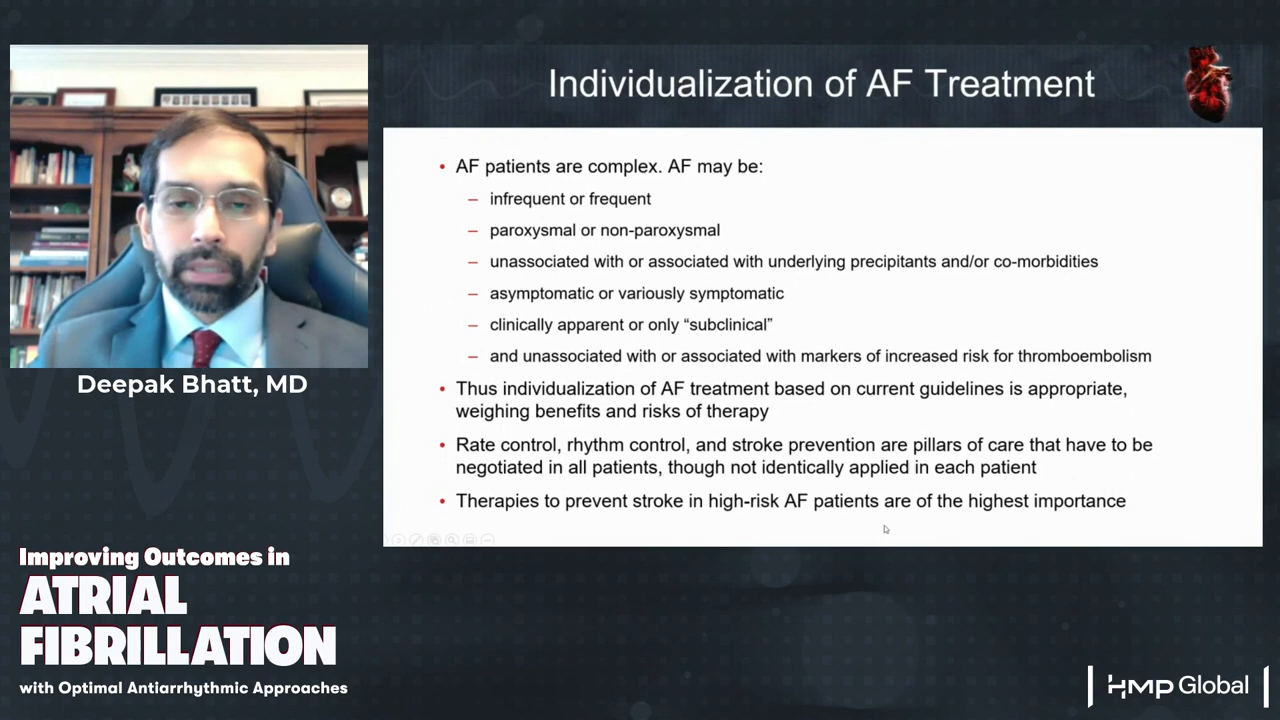 Individualization of AF Treatment
• AF patients are complex. AF may be:
– infrequent or frequent
– paroxysmal or non-paroxysmal
– unassociated with or associated with underlying precipitants and/or co-morbidities
– asymptomatic or variously symptomatic
– clinically apparent or only “subclinical”
– and unassociated with or associated with markers of increased risk for thromboembolism
• Thus individualization of AF treatment based on current guidelines is appropriate,
weighing benefits and risks of therapy
• Rate control, rhythm control, and stroke prevention are pillars of care that have to be
negotiated in all patients, though not identically applied in each patient
• Therapies to prevent stroke in high-risk AF patients are of the highest importance
Deepak Bhatt, MD
Improving Outcomes in
ATRIAL
FIBRILLATION
with Optimal Antiarrhythmic Approaches
HMP Global